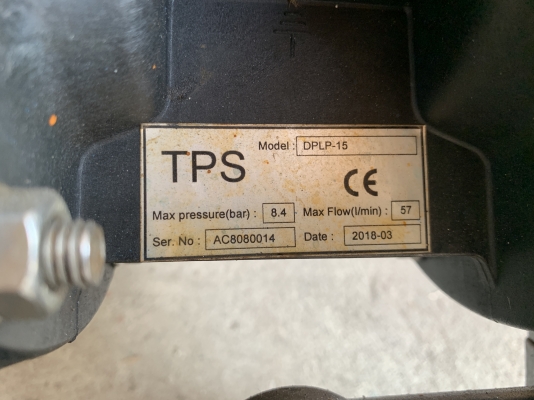 TPS
Model : DPLP-15
CE
Max pressure(bar) : 8.4 Max Flow(l/min) : 57
Ser. No : AC8080014 Date : 2018-03